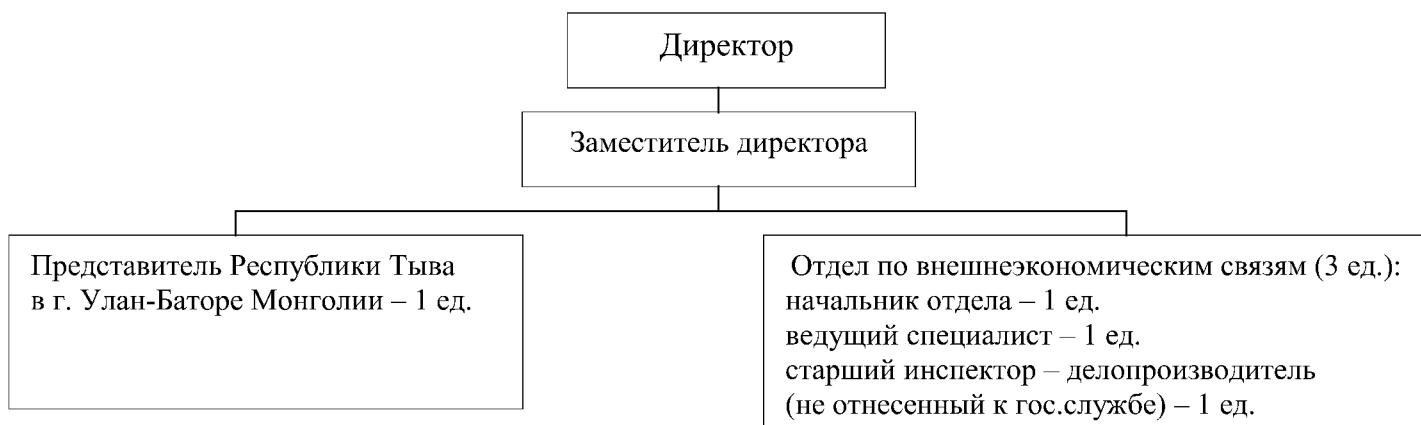 Директор
Заместитель директора
Представитель Республики Тыва
в г. Улан-Баторе Монголии – 1 ед.
Отдел по внешнеэкономическим связям (3 ед.):
начальник отдела – 1 ед.
ведущий специалист – 1 ед.
старший инспектор – делопроизводитель
(не отнесенный к гос.службе) – 1 ед.